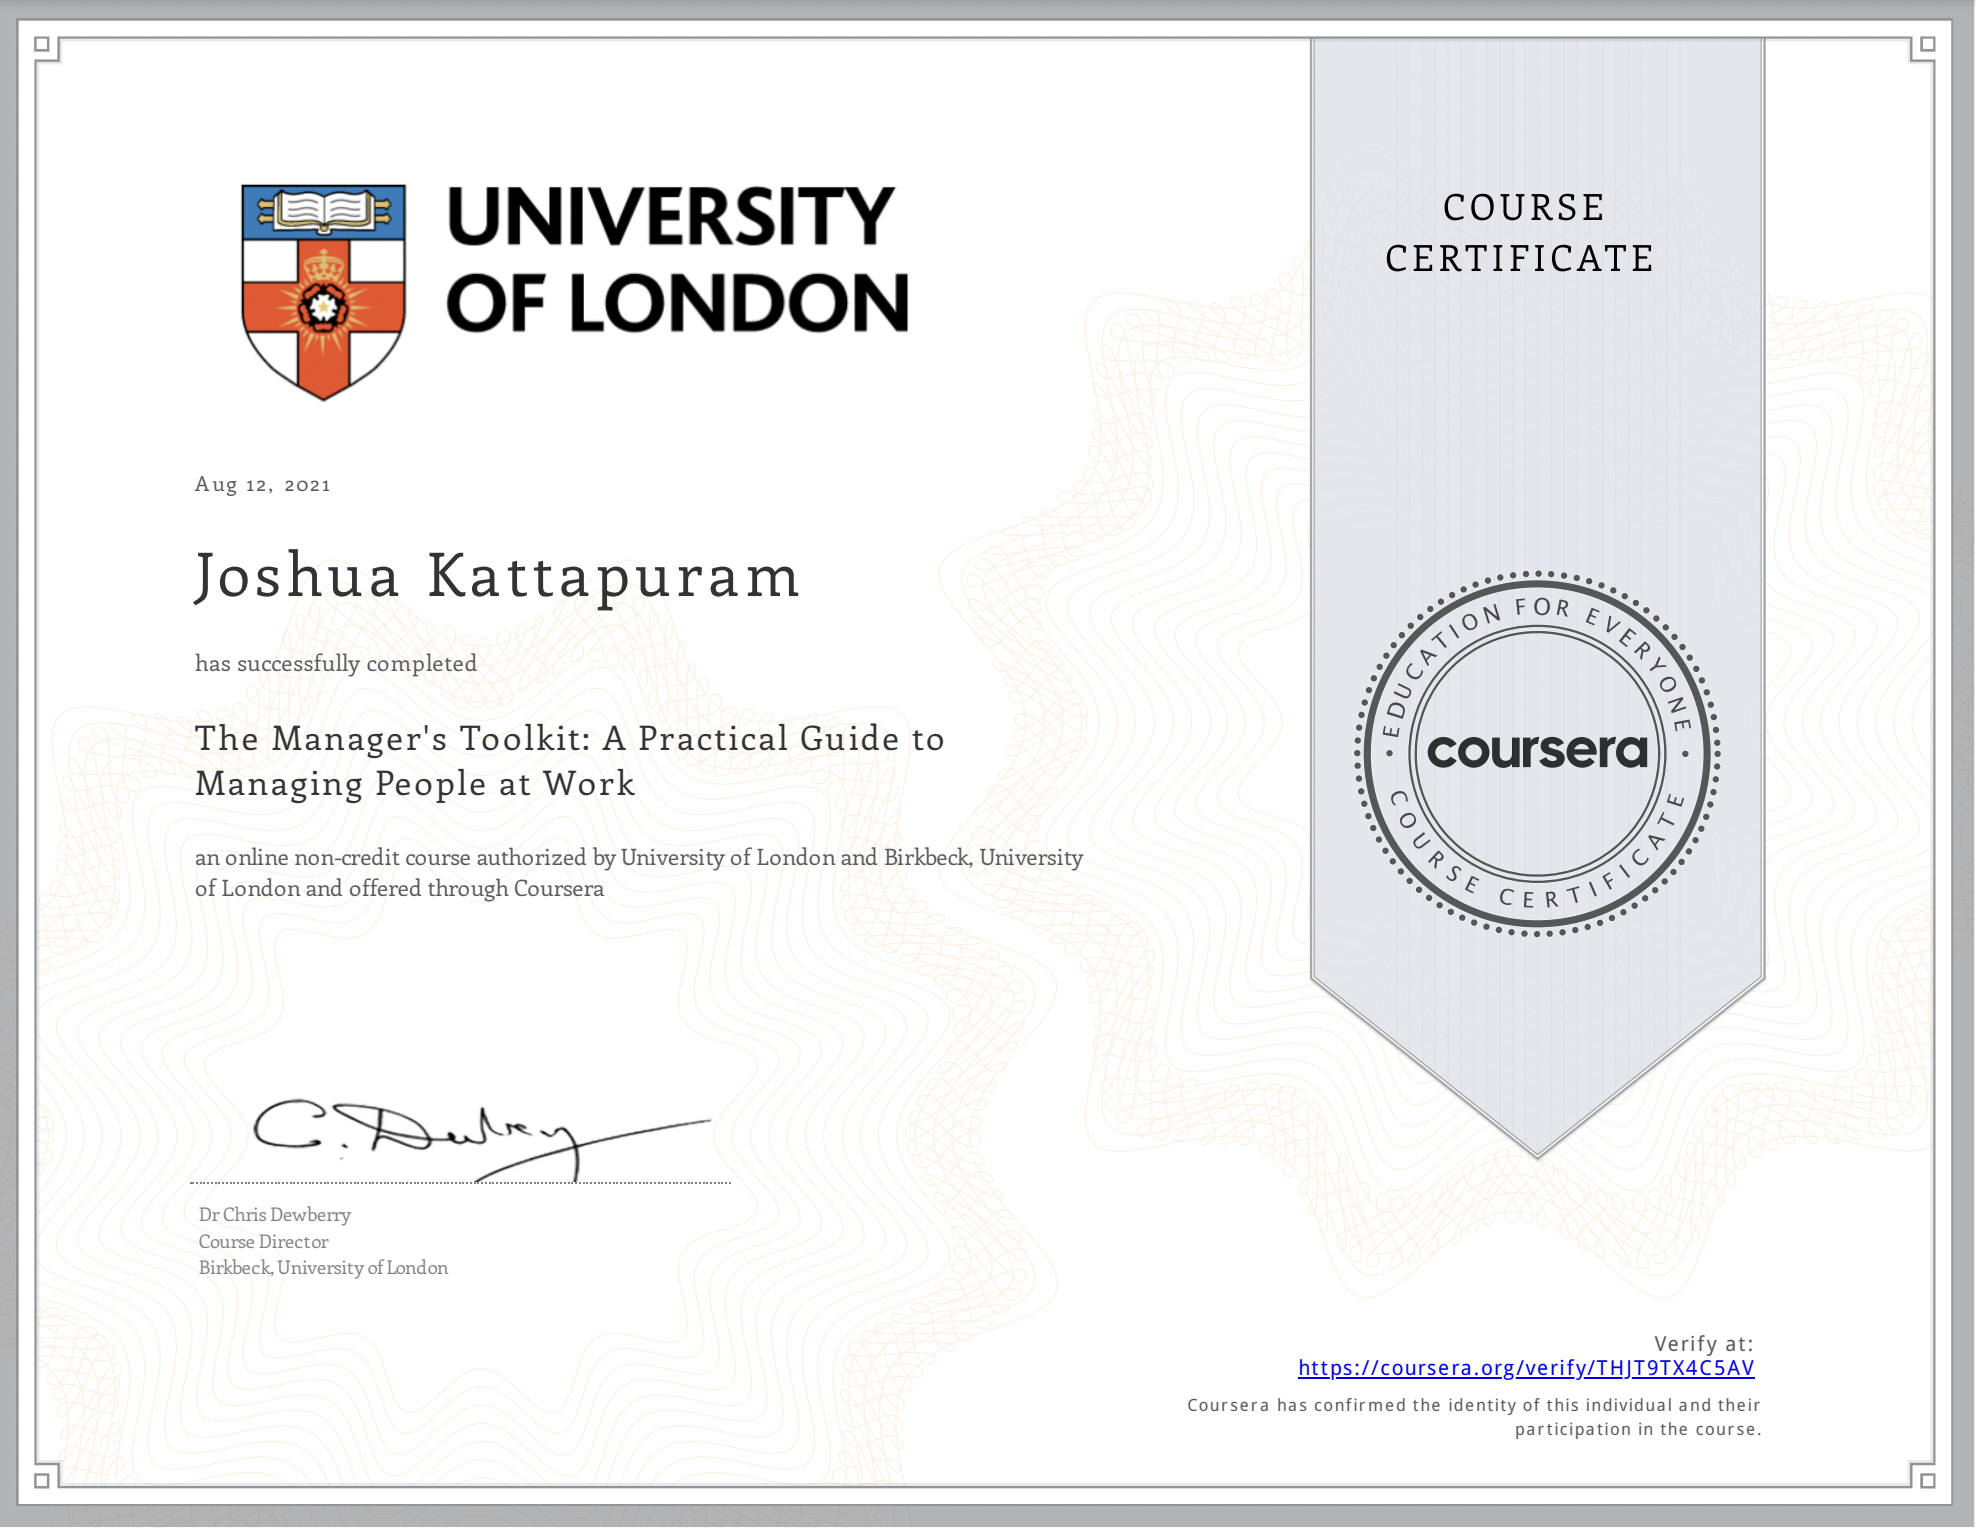 UNIVERSITY
OF LONDON
COURSE
CERTIFICATE
Aug 12, 2021
Joshua Kattapuram
has successfully completed
The Manager's Toolkit: A Practical Guide to
Managing People at Work
an online non-credit course authorized by University of London and Birkbeck, University
of London and offered through Coursera
EDUCATION FOR EVERYONE
coursera
COURSE CERTIFICATE
C. Dewberry
Dr Chris Dewberry
Course Director
Birkbeck, University of London
Verify at:
https://coursera.org/verify/THJT9TX4C5AV
Coursera has confirmed the identity of this individual and their
participation in the course.